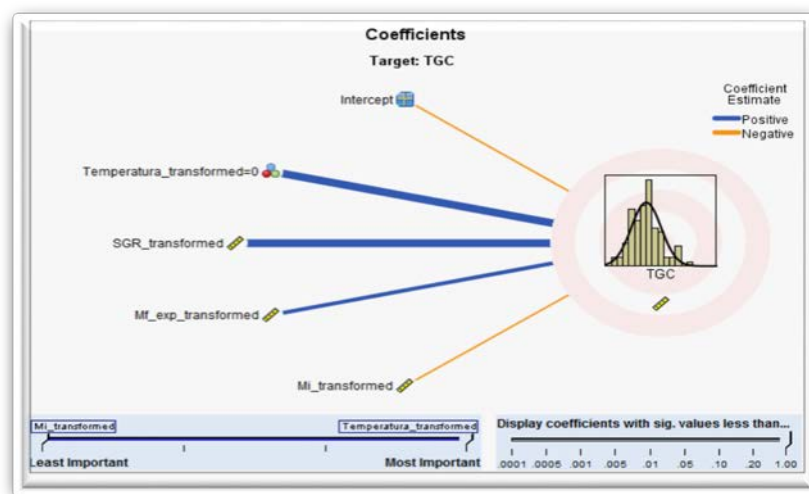 Coefficients
Target: TGC
Coefficient
Estimate
Positive
Negative
Intercept
Temperatura_transformed=0
SGR_transformed
Mf_exp_transformed
Mi_transformed
TGC
Mi_transformed
Temperatura_transformed
Least Important
Most Important
Display coefficients with sig. values less than...
.0001 .0005 .001 .005 .01 .05 .10 .20 1.00